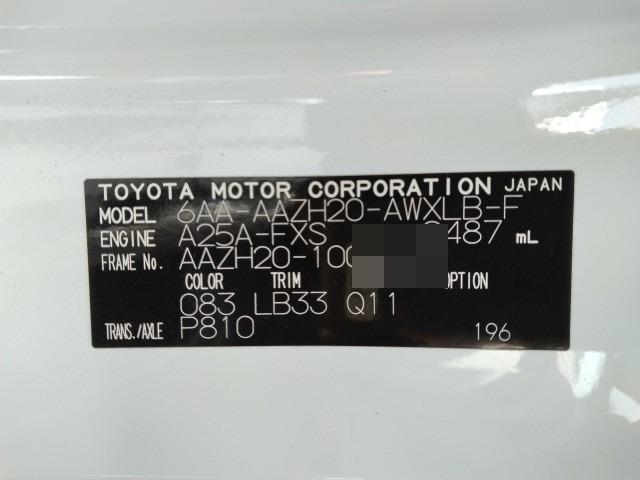 TOYOTA MOTOR CORPORATION JAPAN
MODEL 6AA-AAZH20-AWXLB-F
ENGINE A25A-FXS 487 mL
FRAME No. AAZH20-100
COLOR TRIM PTION
083 LB33 Q11
TRANS./AXLE P810 196